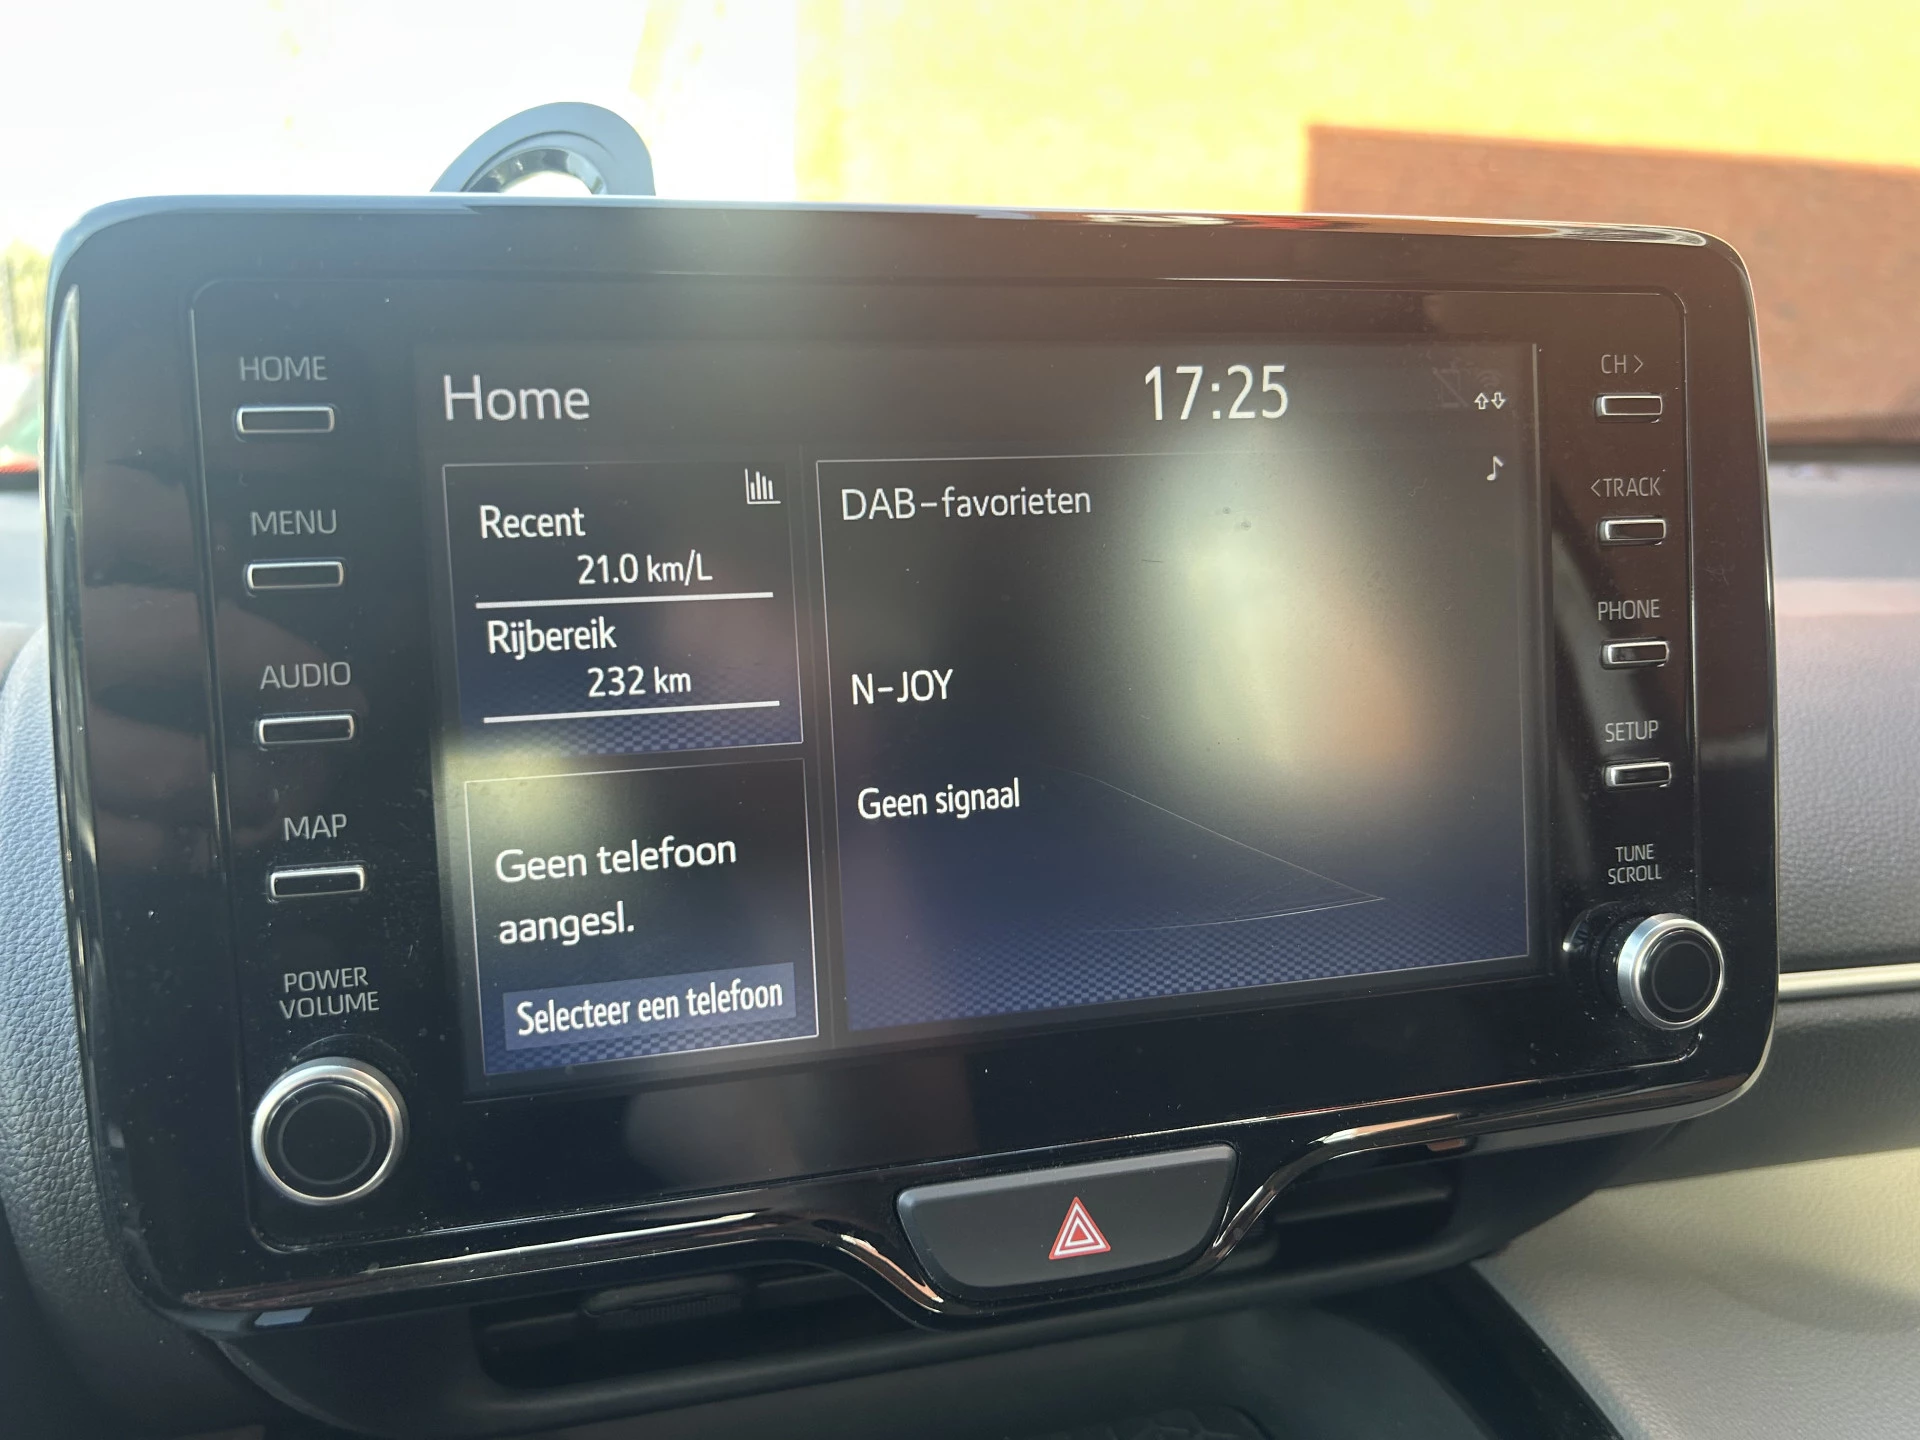 HOME
MENU
AUDIO
MAP
POWER
VOLUME
Home
17:25
Recent
21.0 km/L
Rijbereik
232 km
Geen telefoon
aangesl.
Selecteer een telefoon
DAB-favorieten
N-JOY
Geen signaal
CH >
<TRACK
PHONE
SETUP
TUNE
SCROLL